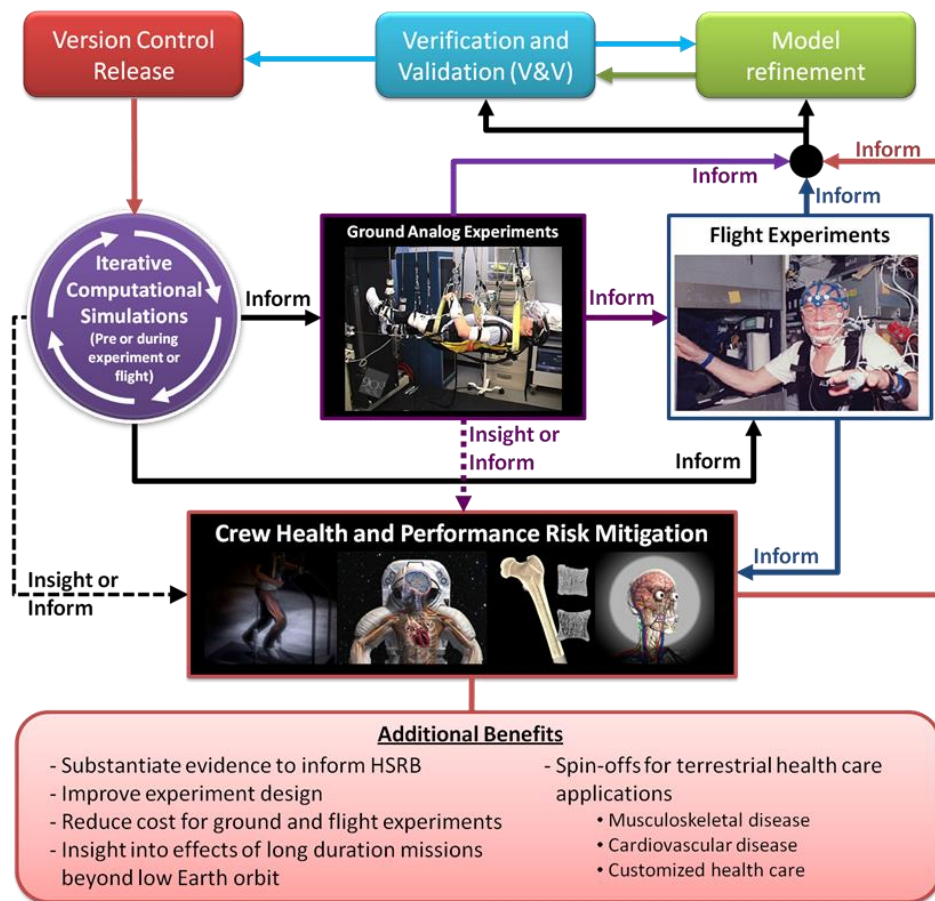 Version Control
Release
Verification and
Validation (V&V)
Model
refinement
Inform
Inform
Inform
Iterative
Computational
Simulations
(Pre or during
experiment or
flight)
Inform
Ground Analog Experiments
Inform
Flight Experiments
Insight or
Inform
Inform
Insight or
Inform
Crew Health and Performance Risk Mitigation
Inform
Additional Benefits
- Substantiate evidence to inform HSRB
- Improve experiment design
- Reduce cost for ground and flight experiments
- Insight into effects of long duration missions
beyond low Earth orbit
- Spin-offs for terrestrial health care
applications
• Musculoskeletal disease
• Cardiovascular disease
• Customized health care